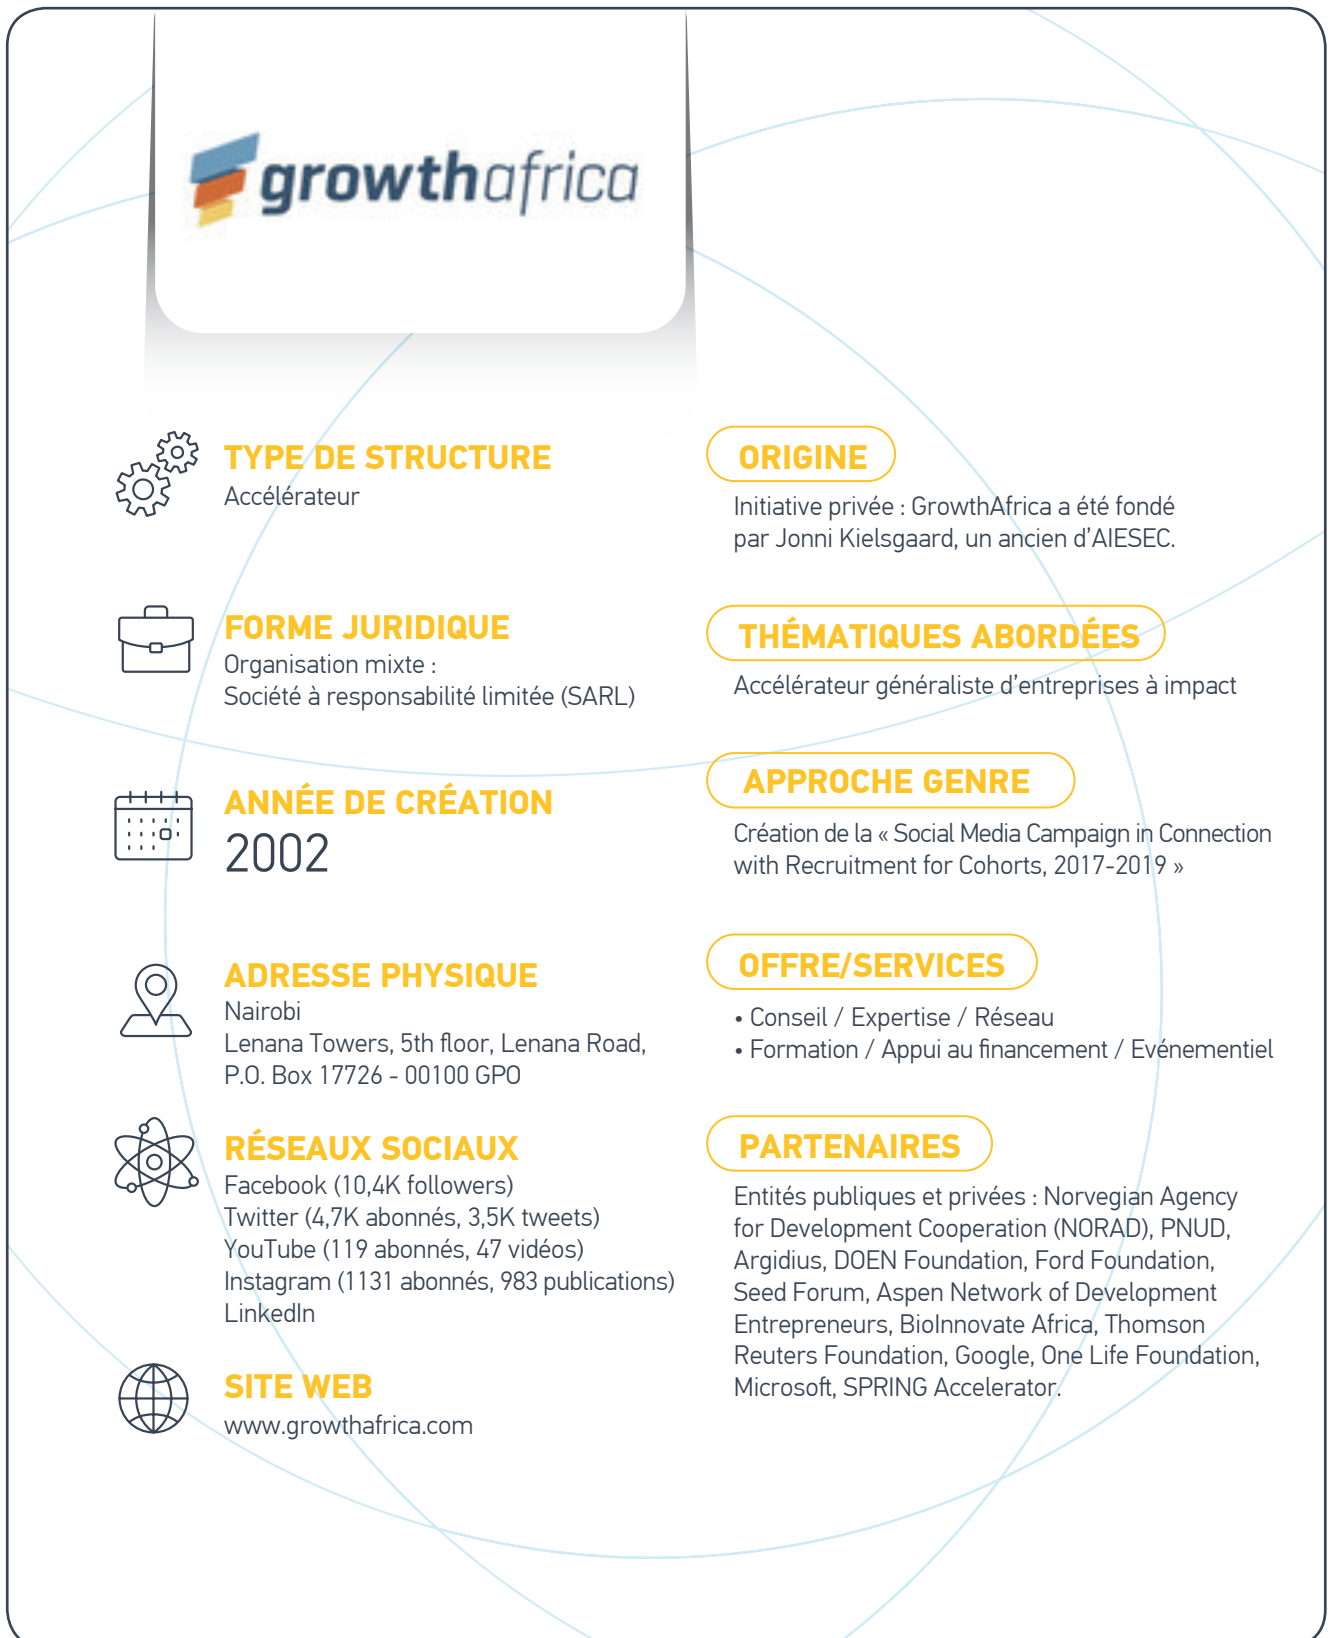 growthafrica
TYPE DE STRUCTURE
Accélérateur
FORME JURIDIQUE
Organisation mixte :
Société à responsabilité limitée (SARL)
ANNÉE DE CRÉATION
2002
ADRESSE PHYSIQUE
Nairobi
Lenana Towers, 5th floor, Lenana Road,
P.O. Box 17726 - 00100 GPO
RÉSEAUX SOCIAUX
Facebook (10,4K followers)
Twitter (4,7K abonnés, 3,5K tweets)
YouTube (119 abonnés, 47 vidéos)
Instagram (1131 abonnés, 983 publications)
LinkedIn
SITE WEB
www.growthafrica.com
ORIGINE
Initiative privée : GrowthAfrica a été fondé
par Jonni Kielsgaard, un ancien d’AIESEC.
THÉMATIQUES ABORDÉES
Accélérateur généraliste d’entreprises à impact
APPROCHE GENRE
Création de la « Social Media Campaign in Connection
with Recruitment for Cohorts, 2017-2019 »
OFFRE/SERVICES
• Conseil / Expertise / Réseau
• Formation / Appui au financement / Evénementiel
PARTENAIRES
Entités publiques et privées : Norvegian Agency
for Development Cooperation (NORAD), PNUD,
Argidius, DOEN Foundation, Ford Foundation,
Seed Forum, Aspen Network of Development
Entrepreneurs, BioInnovate Africa, Thomson
Reuters Foundation, Google, One Life Foundation,
Microsoft, SPRING Accelerator.